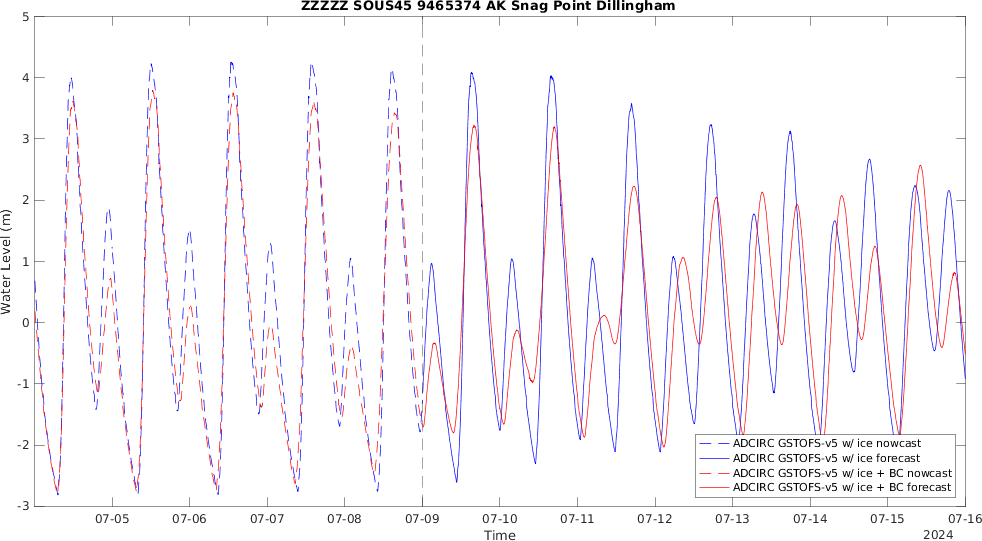 ZZZZZ SOUS45 9465374 AK Snag Point Dillingham
Water Level (m)
5
4
3
2
1
0
-1
-2
-3
07-05 07-06 07-07 07-08 07-09 07-10 07-11 07-12 07-13 07-14 07-15 07-16
Time
2024
ADCIRC GSTOFS-v5 w/ ice nowcast
ADCIRC GSTOFS-v5 w/ ice forecast
ADCIRC GSTOFS-v5 w/ ice + BC nowcast
ADCIRC GSTOFS-v5 w/ ice + BC forecast